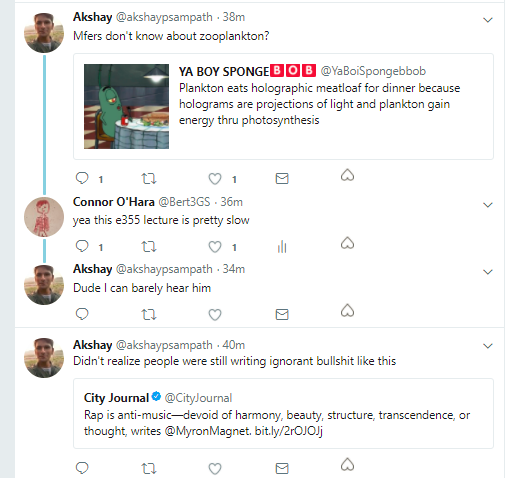 Akshay @akshaypsampath · 38m
Mfers don't know about zooplankton?
YA BOY SPONGE🅱🅾🅱 @YaBoiSpongebbob
Plankton eats holographic meatloaf for dinner because
holograms are projections of light and plankton gain
energy thru photosynthesis
1 1
Connor O'Hara @Bert3GS · 36m
yea this e355 lecture is pretty slow
1 1
Akshay @akshaypsampath · 34m
Dude I can barely hear him
Akshay @akshaypsampath · 40m
Didn't realize people were still writing ignorant bullshit like this
City Journal @CityJournal
Rap is anti-music—devoid of harmony, beauty, structure, transcendence, or
thought, writes @MyronMagnet. bit.ly/2rOJOJj